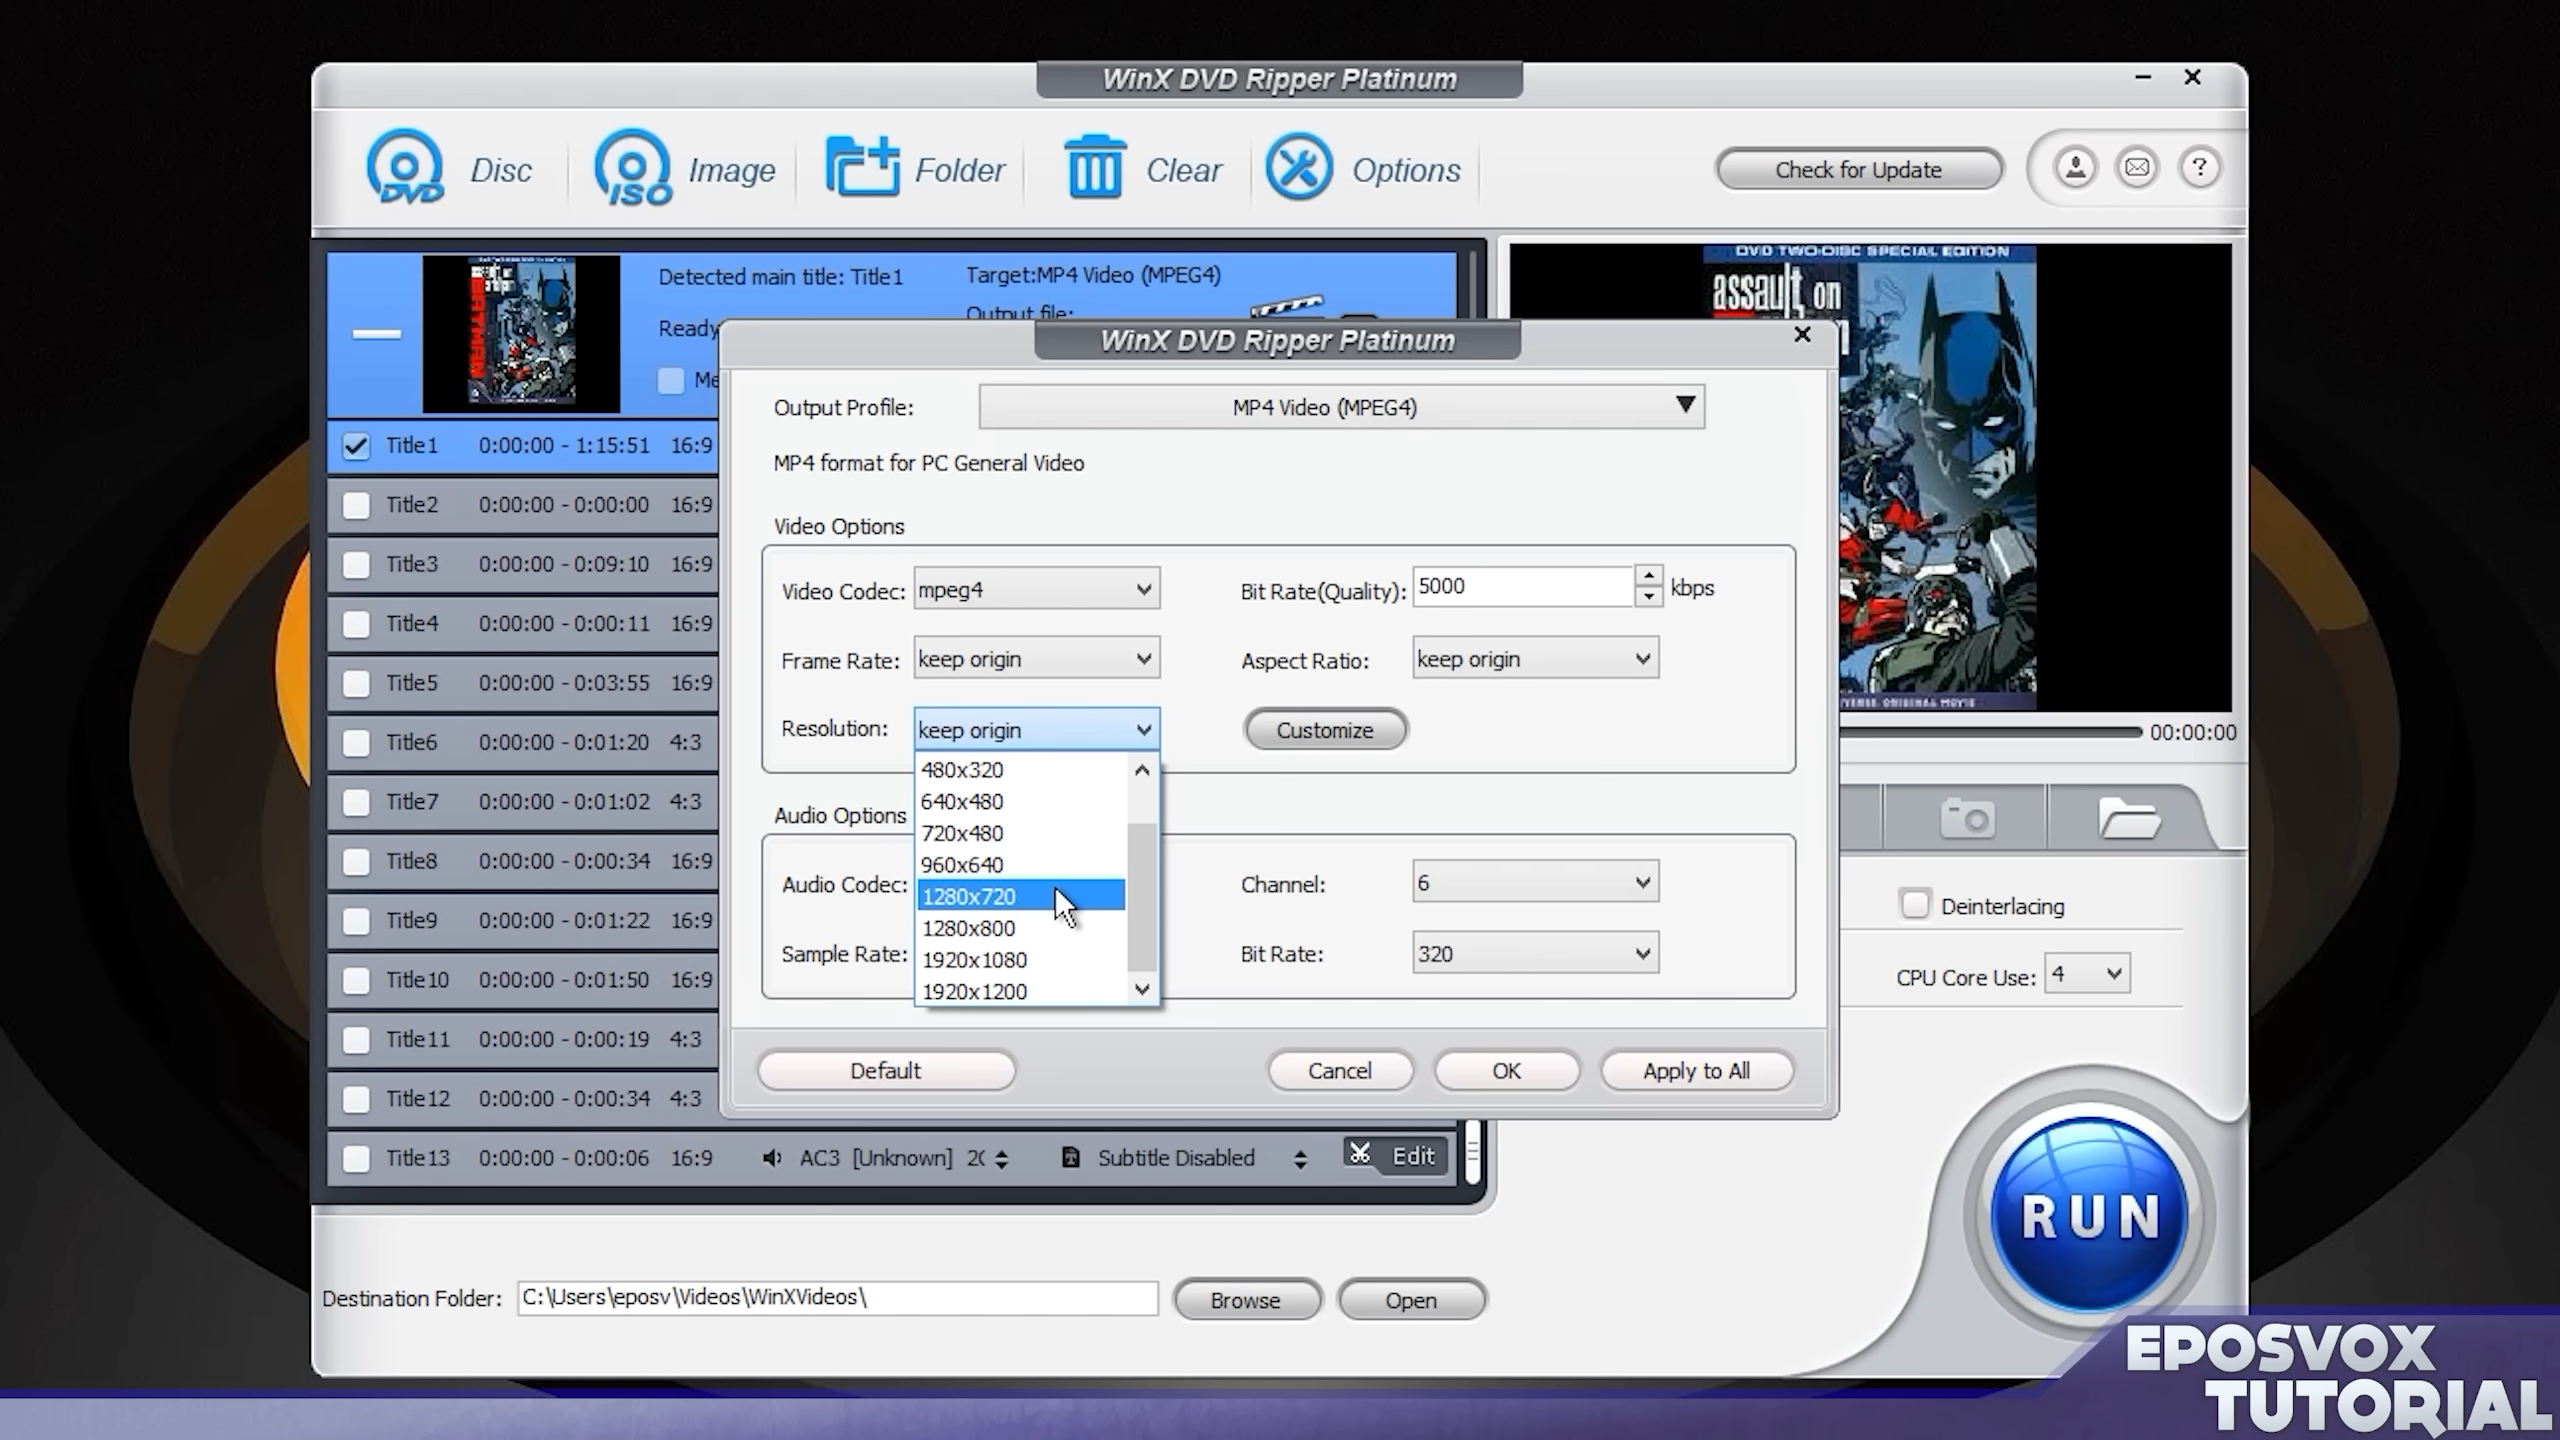 WinX DVD Ripper Platinum
DVD Disc
ISO Image
Folder
Clear
Options
Check for Update
?
Detected main title: Title1
Target:MP4 Video (MPEG4)
Output file:
Ready
Me
DVD TWO-DISC SPECIAL EDITION
assault on
WinX DVD Ripper Platinum
Output Profile: MP4 Video (MPEG4)
MP4 format for PC General Video
Video Options
Video Codec: mpeg4
Bit Rate(Quality): 5000 kbps
Frame Rate: keep origin
Aspect Ratio: keep origin
Resolution: keep origin
Customize
480x320
640x480
720x480
960x640
1280x720
1280x800
1920x1080
1920x1200
Audio Options
Audio Codec:
Channel: 6
Sample Rate:
Bit Rate: 320
Default
Cancel
OK
Apply to All
Title1 0:00:00 - 1:15:51 16:9
Title2 0:00:00 - 0:00:00 16:9
Title3 0:00:00 - 0:09:10 16:9
Title4 0:00:00 - 0:00:11 16:9
Title5 0:00:00 - 0:03:55 16:9
Title6 0:00:00 - 0:01:20 4:3
Title7 0:00:00 - 0:01:02 4:3
Title8 0:00:00 - 0:00:34 16:9
Title9 0:00:00 - 0:01:22 16:9
Title10 0:00:00 - 0:01:50 16:9
Title11 0:00:00 - 0:00:19 4:3
Title12 0:00:00 - 0:00:34 4:3
Title13 0:00:00 - 0:00:06 16:9 AC3 [Unknown] 2( Subtitle Disabled Edit
ORIGINAL MOVIE
00:00:00
Deinterlacing
CPU Core Use: 4
RUN
Destination Folder: C:\Users\eposv\Videos\WinXVideos\
Browse
Open
EPOSVOX
TUTORIAL